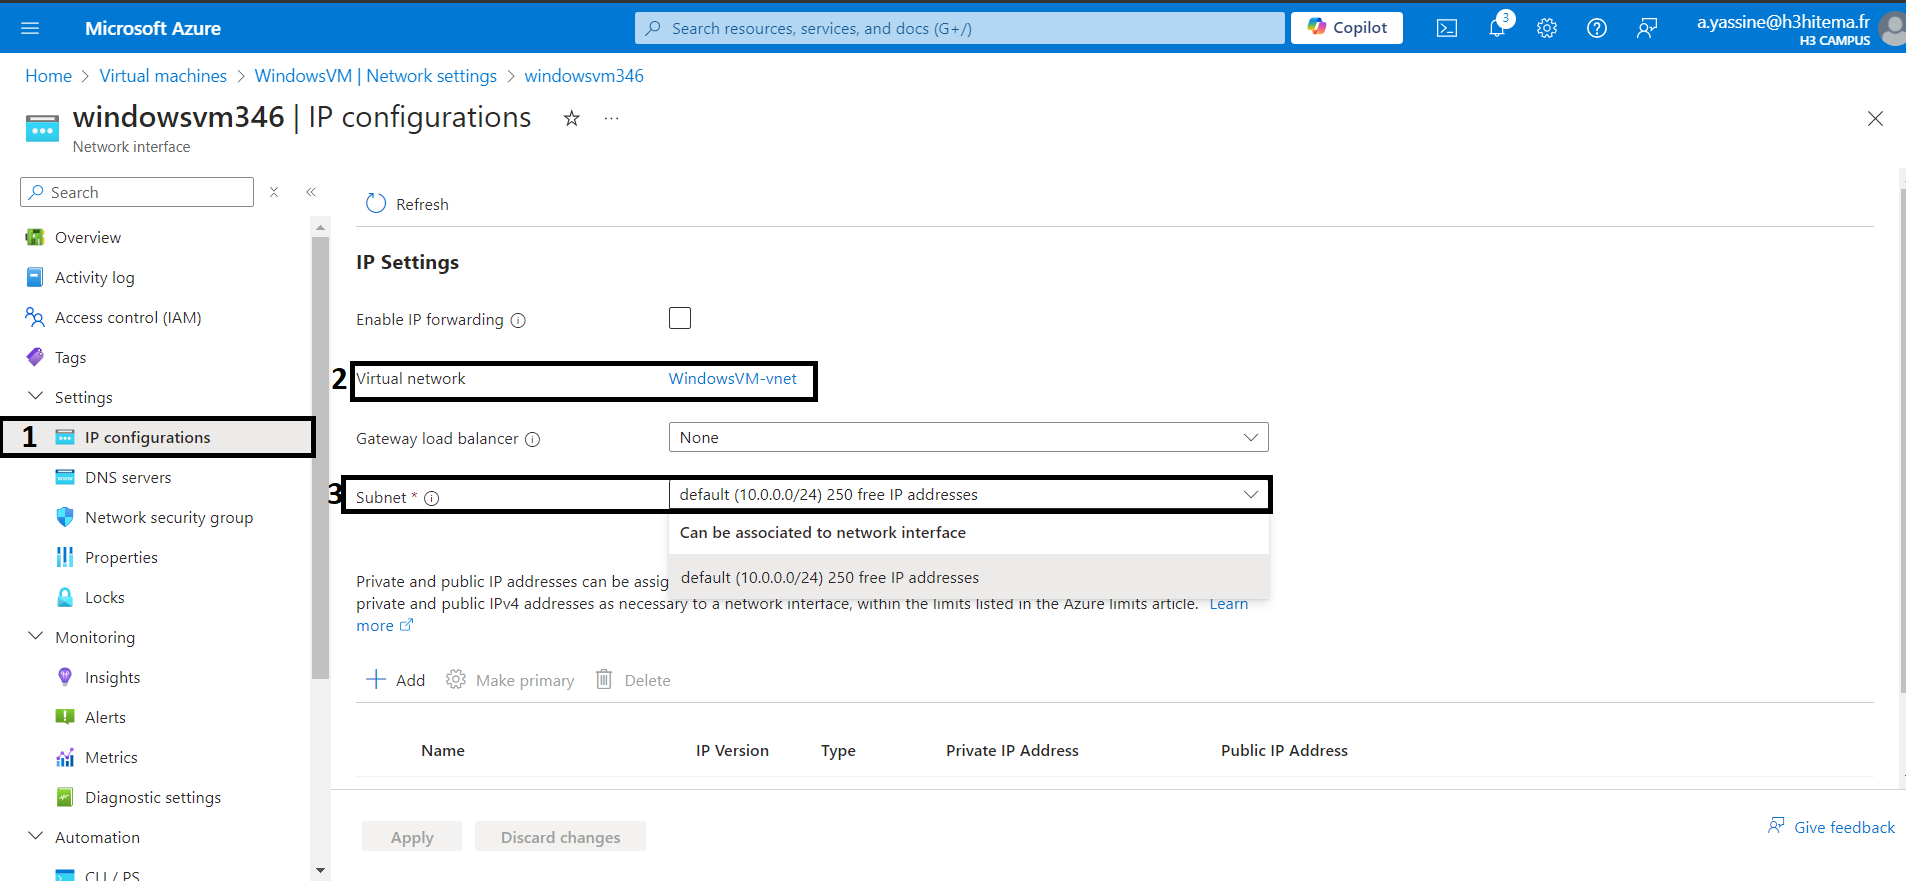 Microsoft Azure
Search resources, services, and docs (G+/)
Copilot
3
a.yassine@h3hitema.fr
H3 CAMPUS
Home > Virtual machines > WindowsVM | Network settings > windowsvm346
windowsvm346 | IP configurations
Network interface
Search
Overview
Activity log
Access control (IAM)
Tags
Settings
1 IP configurations
DNS servers
Network security group
Properties
Locks
Monitoring
Insights
Alerts
Metrics
Diagnostic settings
Automation
CLI / PS
Refresh
IP Settings
Enable IP forwarding
2 Virtual network WindowsVM-vnet
Gateway load balancer None
3 Subnet * default (10.0.0.0/24) 250 free IP addresses
Can be associated to network interface
default (10.0.0.0/24) 250 free IP addresses
Private and public IP addresses can be assig
private and public IPv4 addresses as necessary to a network interface, within the limits listed in the Azure limits article. Learn
more
Add Make primary Delete
Name IP Version Type Private IP Address Public IP Address
Apply Discard changes
Give feedback